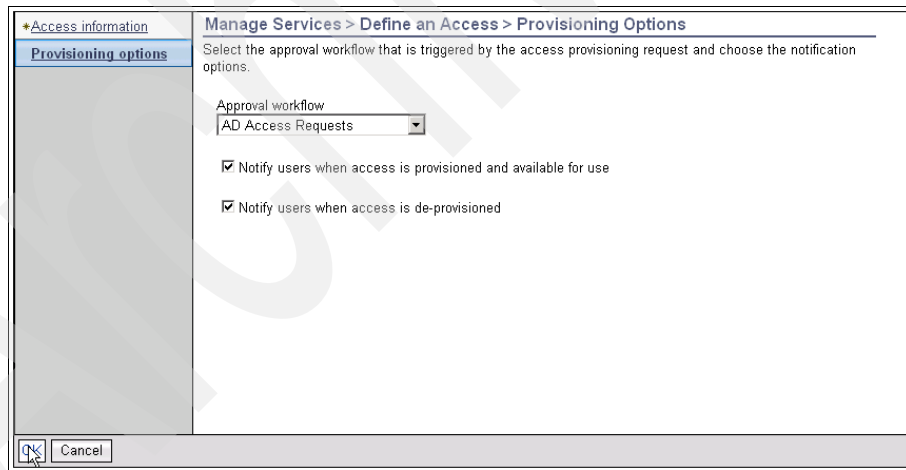 *Access information
Provisioning options
Manage Services > Define an Access > Provisioning Options
Select the approval workflow that is triggered by the access provisioning request and choose the notification
options.
Approval workflow
AD Access Requests
Notify users when access is provisioned and available for use
Notify users when access is de-provisioned
OK
Cancel